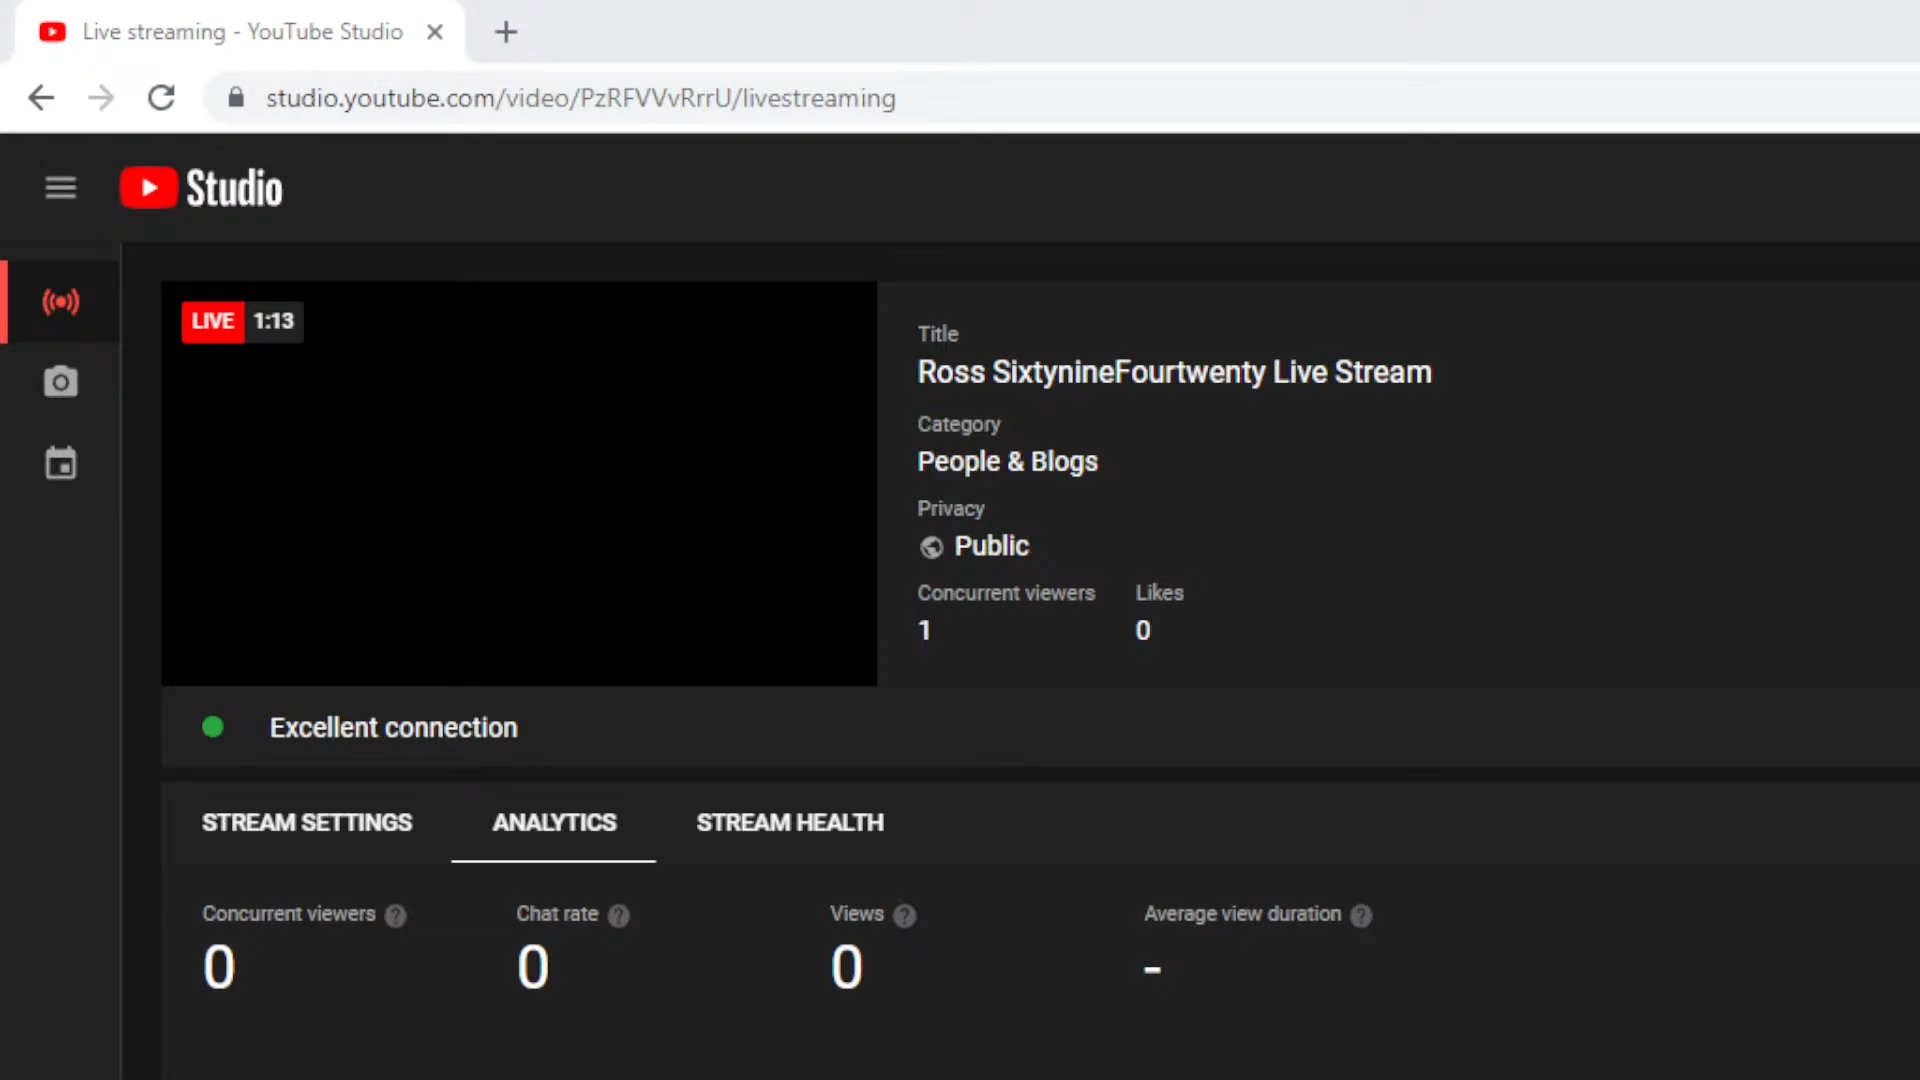 Live streaming - YouTube Studio
studio.youtube.com/video/PzRFVVvRrrU/livestreaming
Studio
LIVE 1:13
Title
Ross SixtynineFourtwenty Live Stream
Category
People & Blogs
Privacy
Public
Concurrent viewers Likes
1 0
Excellent connection
STREAM SETTINGS ANALYTICS STREAM HEALTH
Concurrent viewers ? Chat rate ? Views ? Average view duration ?
0 0 0 -